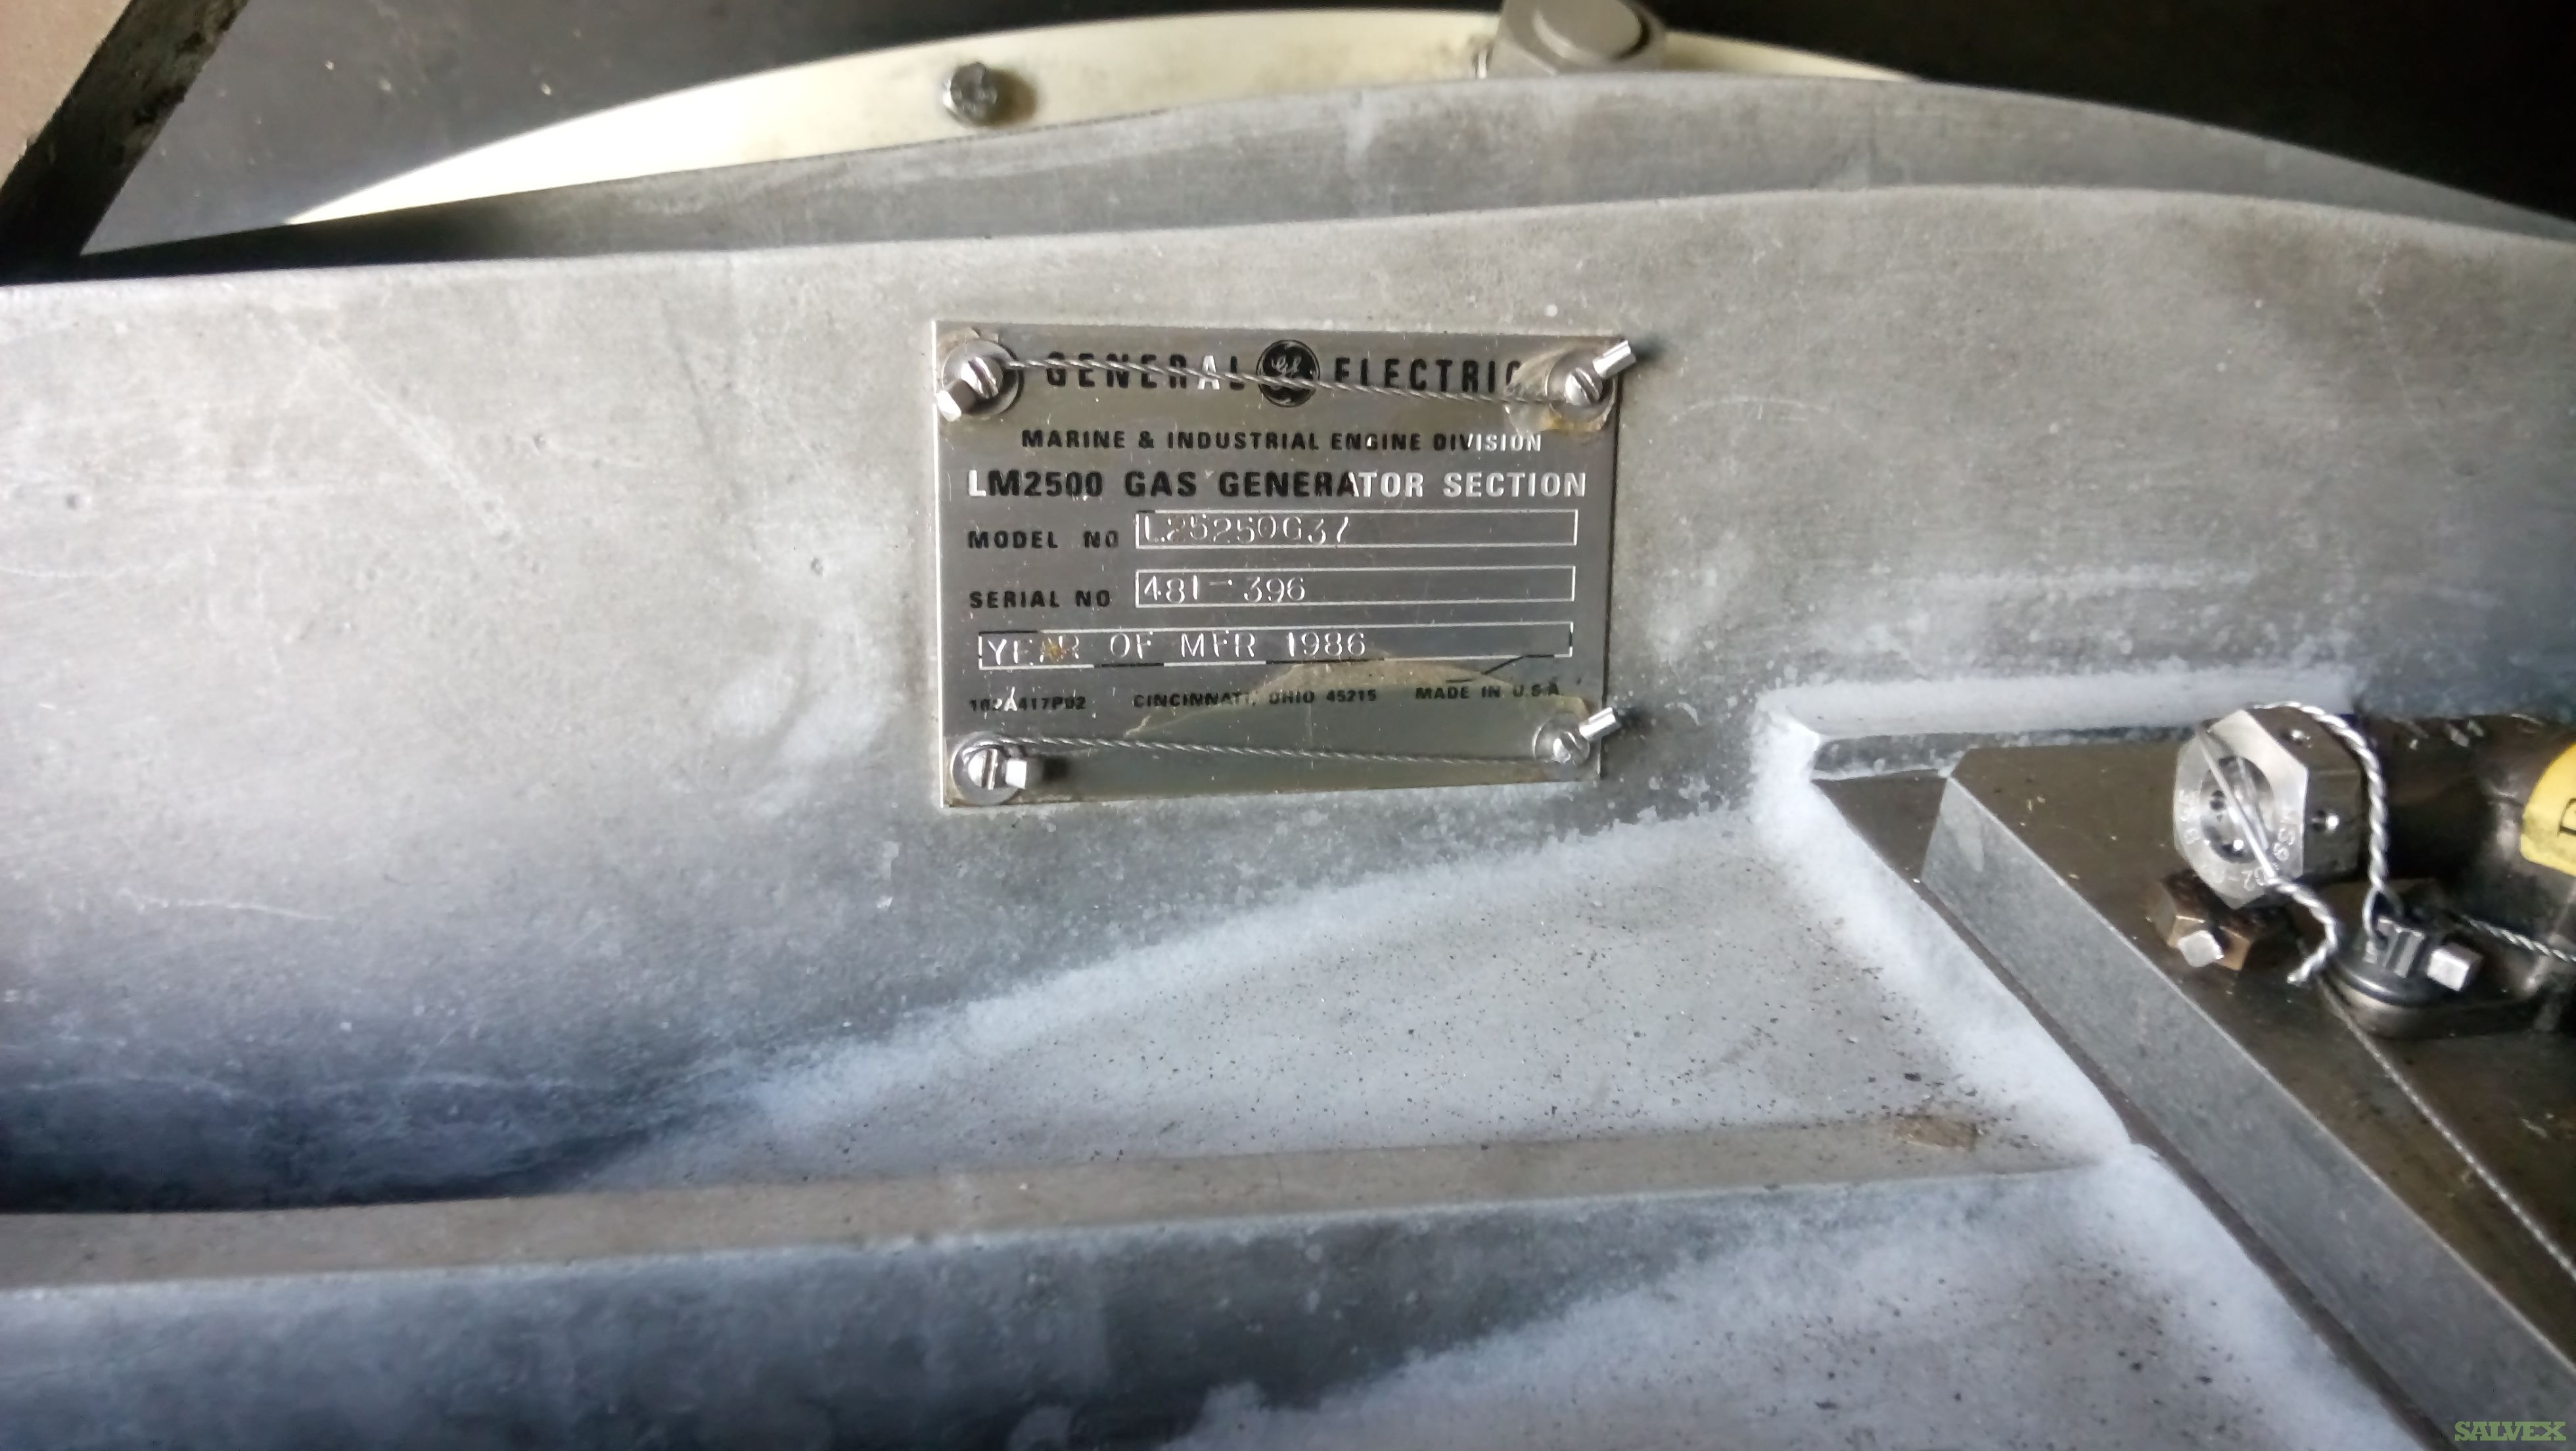 GENERAL GE ELECTRIC
MARINE & INDUSTRIAL ENGINE DIVISION
LM2500 GAS GENERATOR SECTION
MODEL NO L25250G37
SERIAL NO 481-396
YEAR OF MFR 1986
CINCINNATI, OHIO 45215 MADE IN U.S.A.
SALVEX